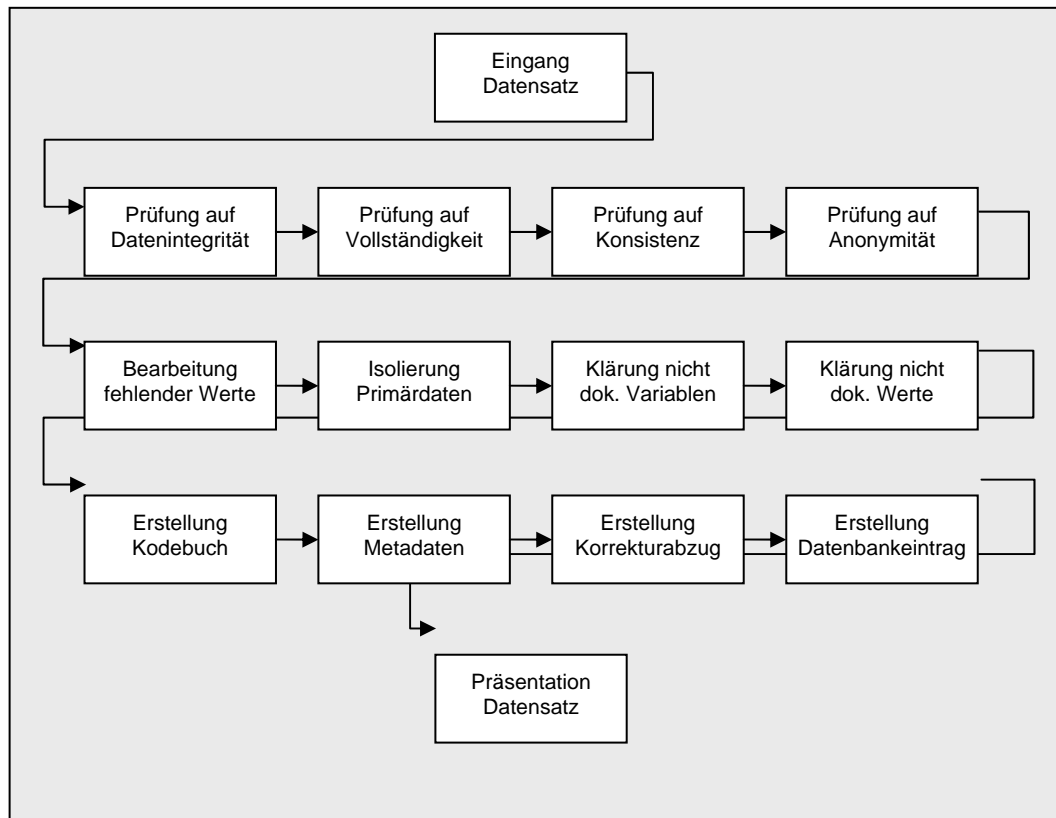 Eingang
Datensatz
Prüfung auf
Datenintegrität
Prüfung auf
Vollständigkeit
Prüfung auf
Konsistenz
Prüfung auf
Anonymität
Bearbeitung
fehlender Werte
Isolierung
Primärdaten
Klärung nicht
dok. Variablen
Klärung nicht
dok. Werte
Erstellung
Kodebuch
Erstellung
Metadaten
Erstellung
Korrekturabzug
Erstellung
Datenbankeintrag
Präsentation
Datensatz